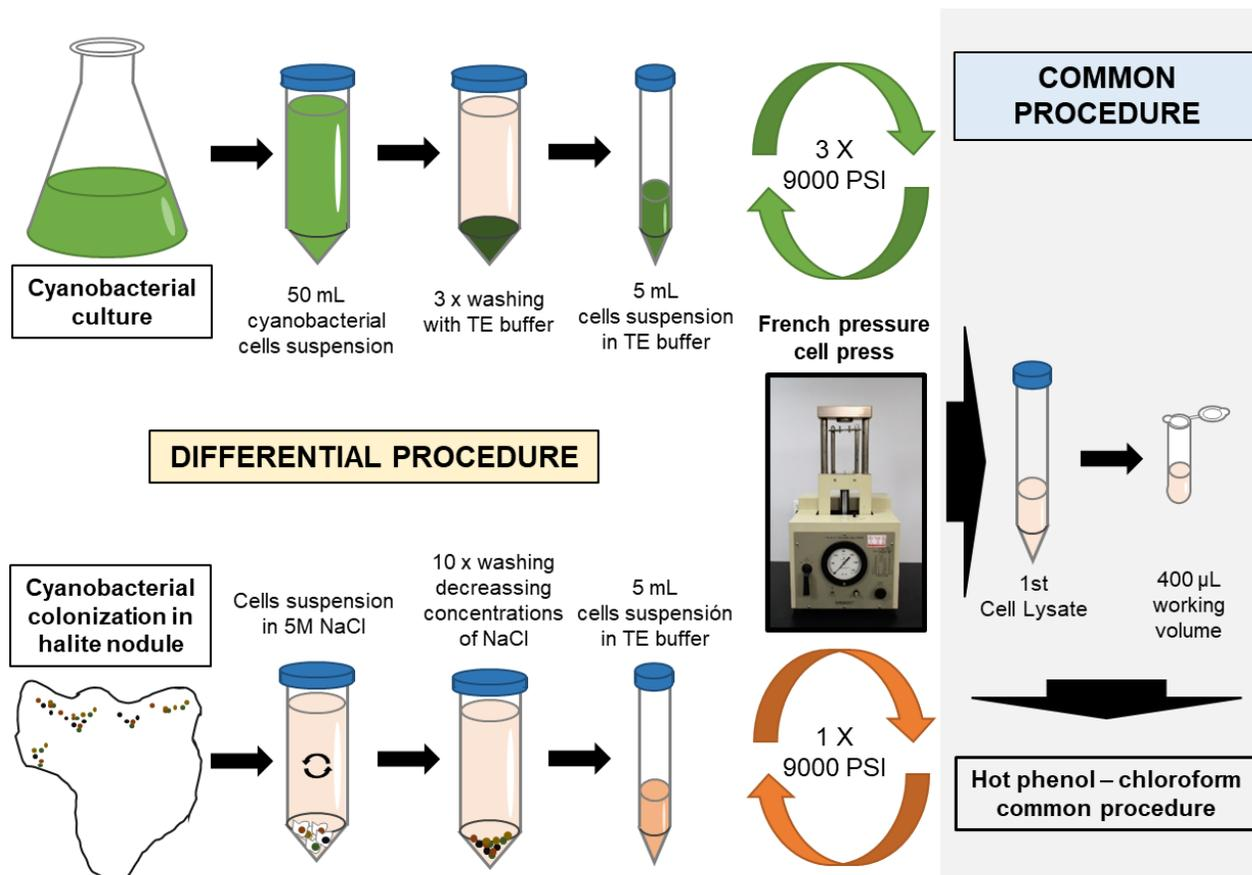 COMMON
PROCEDURE
3 X
9000 PSI
Cyanobacterial
culture
50 mL
cyanobacterial
cells suspension
3 x washing
with TE buffer
5 mL
cells suspension
in TE buffer
French pressure
cell press
DIFFERENTIAL PROCEDURE
1st
Cell Lysate
400 µL
working
volume
Cyanobacterial
colonization in
halite nodule
Cells suspension
in 5M NaCl
10 x washing
decreassing
concentrations
of NaCl
5 mL
cells suspensión
in TE buffer
1 X
9000 PSI
Hot phenol – chloroform
common procedure